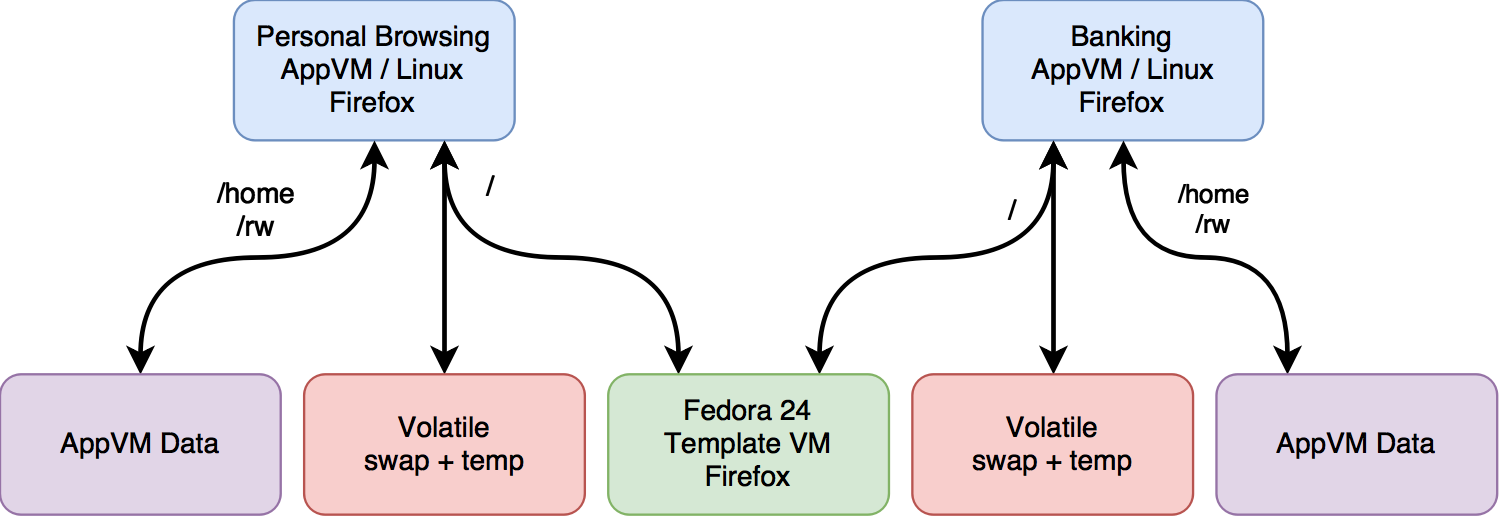 Personal Browsing
AppVM / Linux
Firefox
Banking
AppVM / Linux
Firefox
/home
/rw
/
/
/home
/rw
AppVM Data
Volatile
swap + temp
Fedora 24
Template VM
Firefox
Volatile
swap + temp
AppVM Data